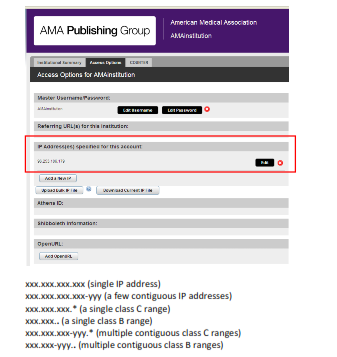 AMA Publishing Group
American Medical Association
AMAinstitution
Institutional Summary Access Options COUNTER
Access Options for AMAinstitution
Master Username/Password:
AMAinstitution Edit Username Edit Password
Referring URL(s) for this institution:
IP Address(es) specified for this account:
Edit
Add a New IP
Upload Bulk IP File Download Current IP File
Athens ID:
Shibboleth Information:
OpenURL:
Add OpenURL
xxx.xxx.xxx.xxx (single IP address)
xxx.xxx.xxx.xxx-yyy (a few contiguous IP addresses)
xxx.xxx.xxx.* (a single class C range)
xxx.xxx.. (a single class B range)
xxx.xxx.xxx-yyy.* (multiple contiguous class C ranges)
xxx.xxx-yyy.. (multiple contiguous class B ranges)